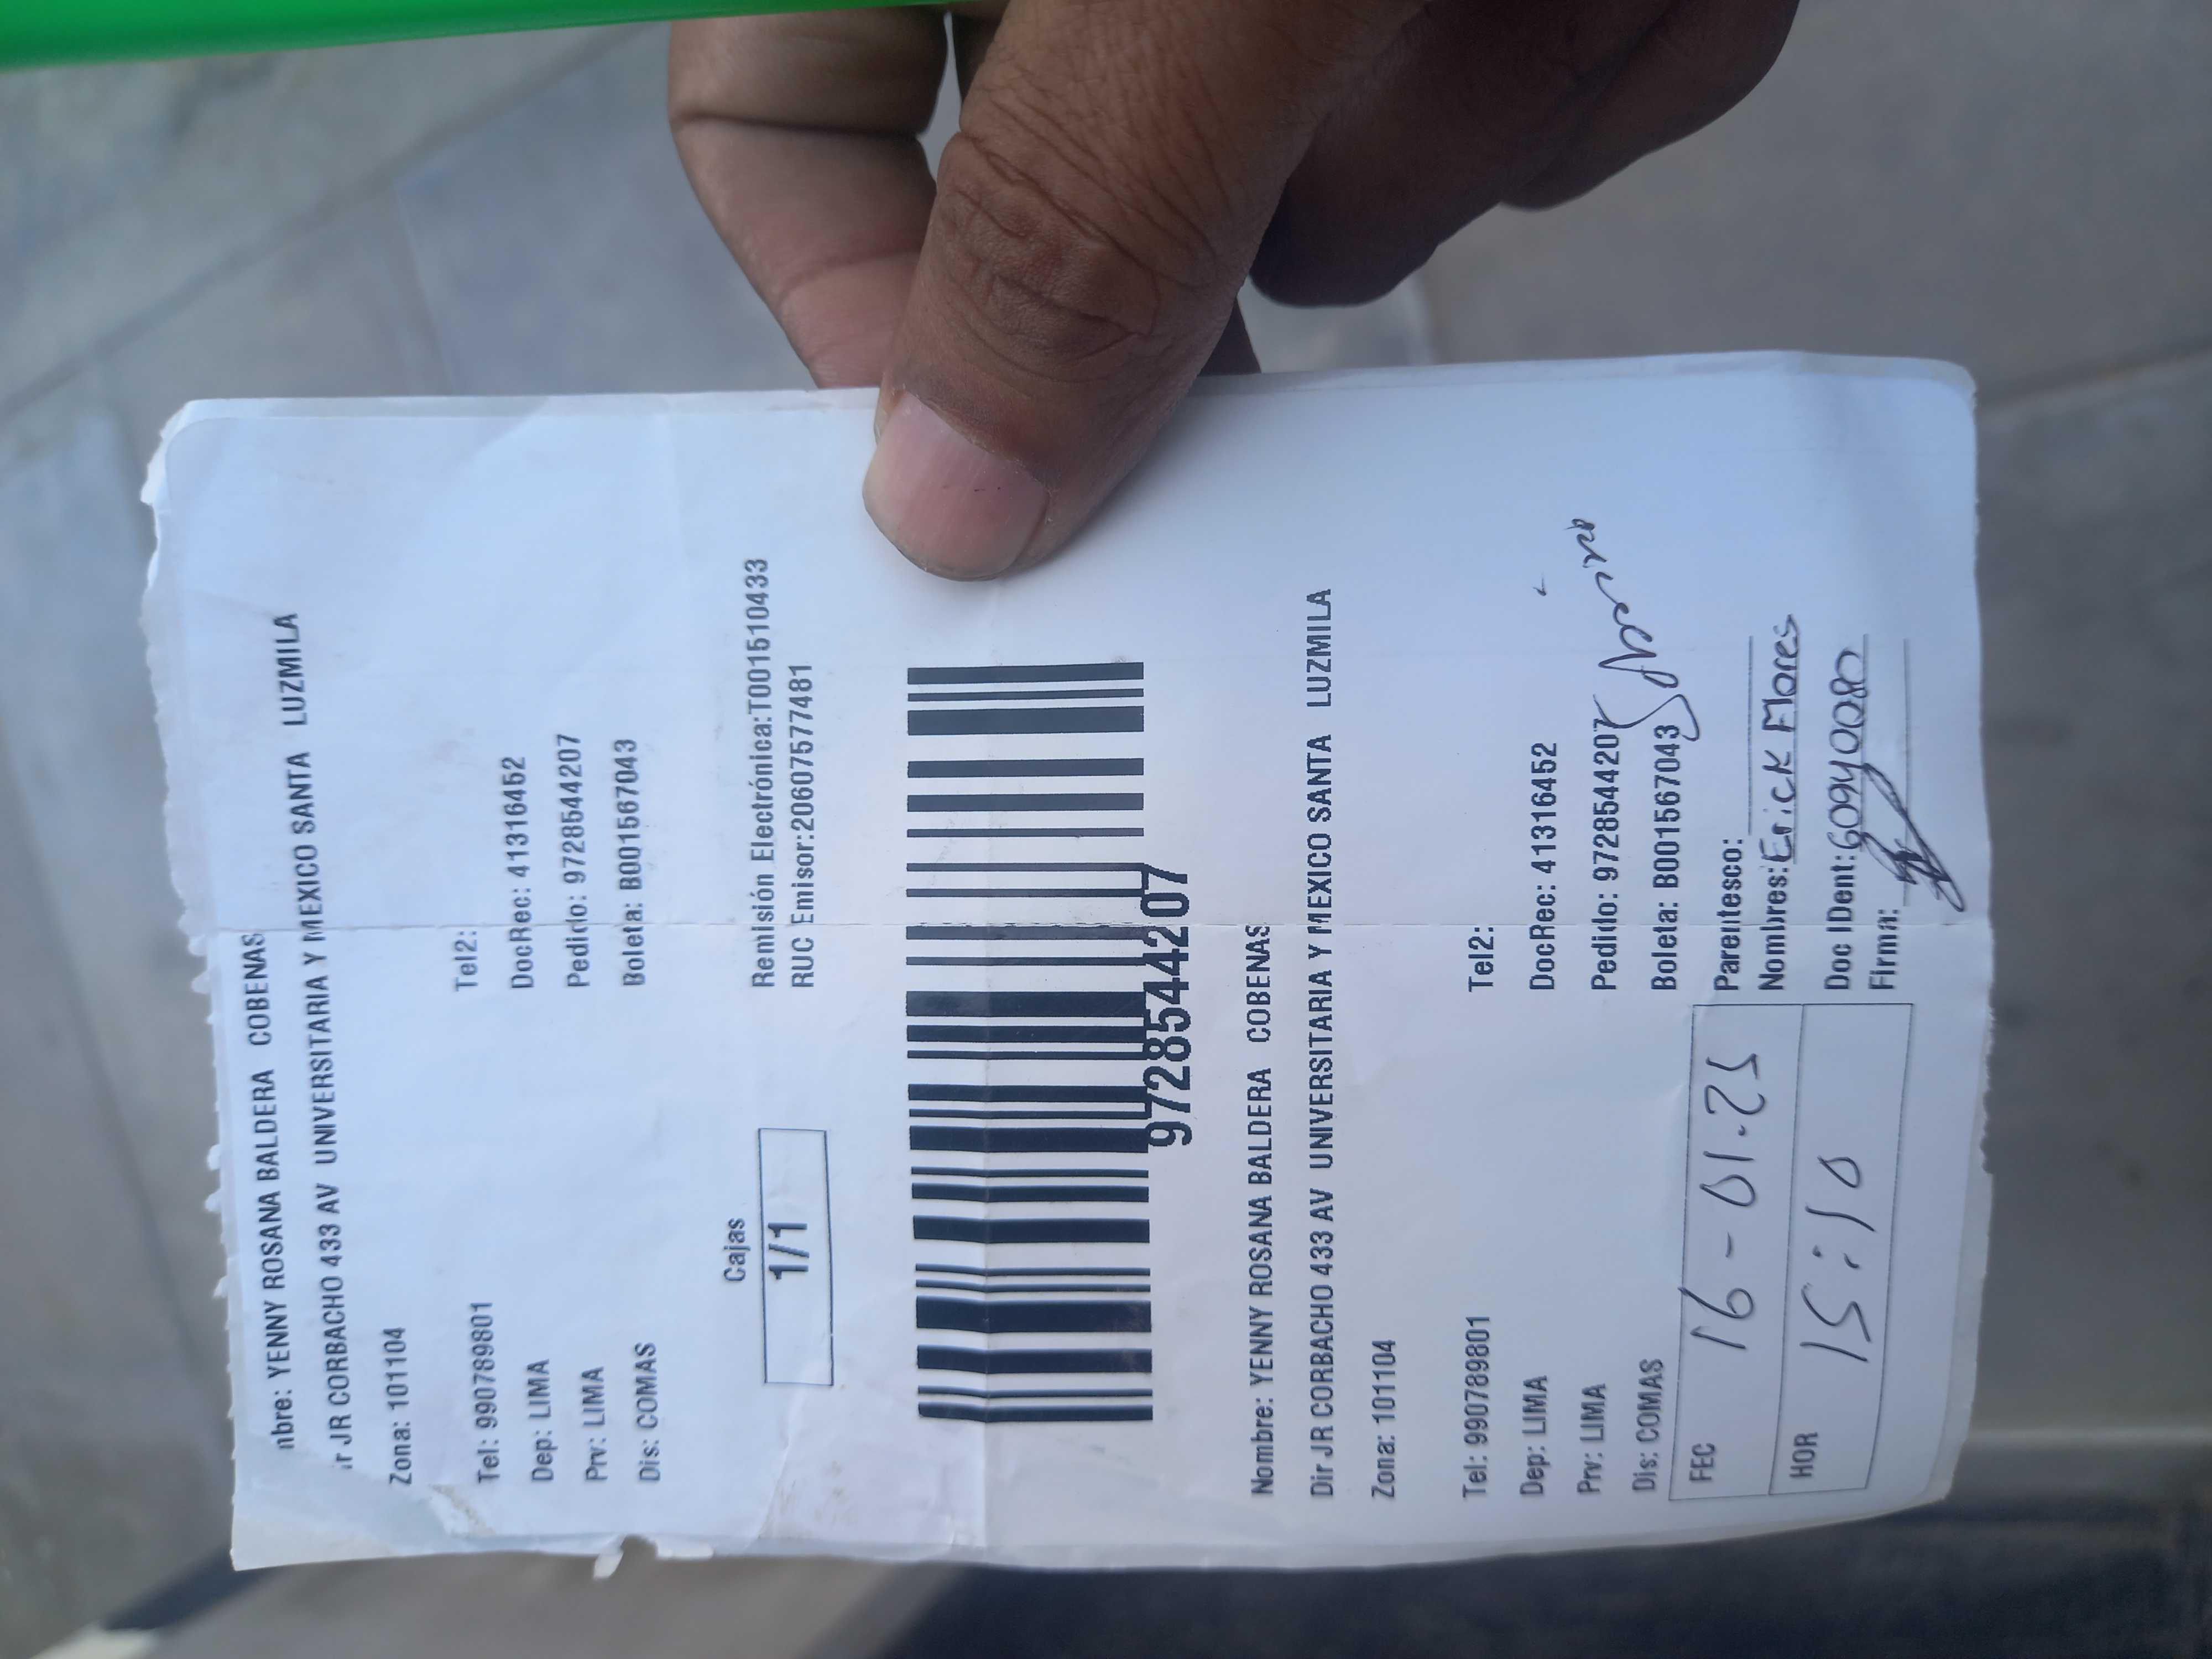 nbre: YENNY ROSANA BALDERA COBENAS
ir JR CORBACHO 433 AV UNIVERSITARIA Y MEXICO SANTA LUZMILA
Zona: 101104
Tel: 990789801 Tel2:
Dep: LIMA DocRec: 41316452
Prv: LIMA Pedido: 9728544207
Dis: COMAS Boleta: B001567043
Cajas Remisión Electrónica:T001510433
1/1 RUC Emisor:20607577481
9728544207
Nombre: YENNY ROSANA BALDERA COBENAS
Dir JR CORBACHO 433 AV UNIVERSITARIA Y MEXICO SANTA LUZMILA
Zona: 101104
Tel: 990789801 Tel2:
Dep: LIMA DocRec: 41316452
Prv: LIMA Pedido: 9728544207
Dis: COMAS Boleta: B001567043
FEC 16-01.25 Parentesco:
Nombres: Erick Flores
HOR 15:10 Doc IDent: 60940080
Firma: